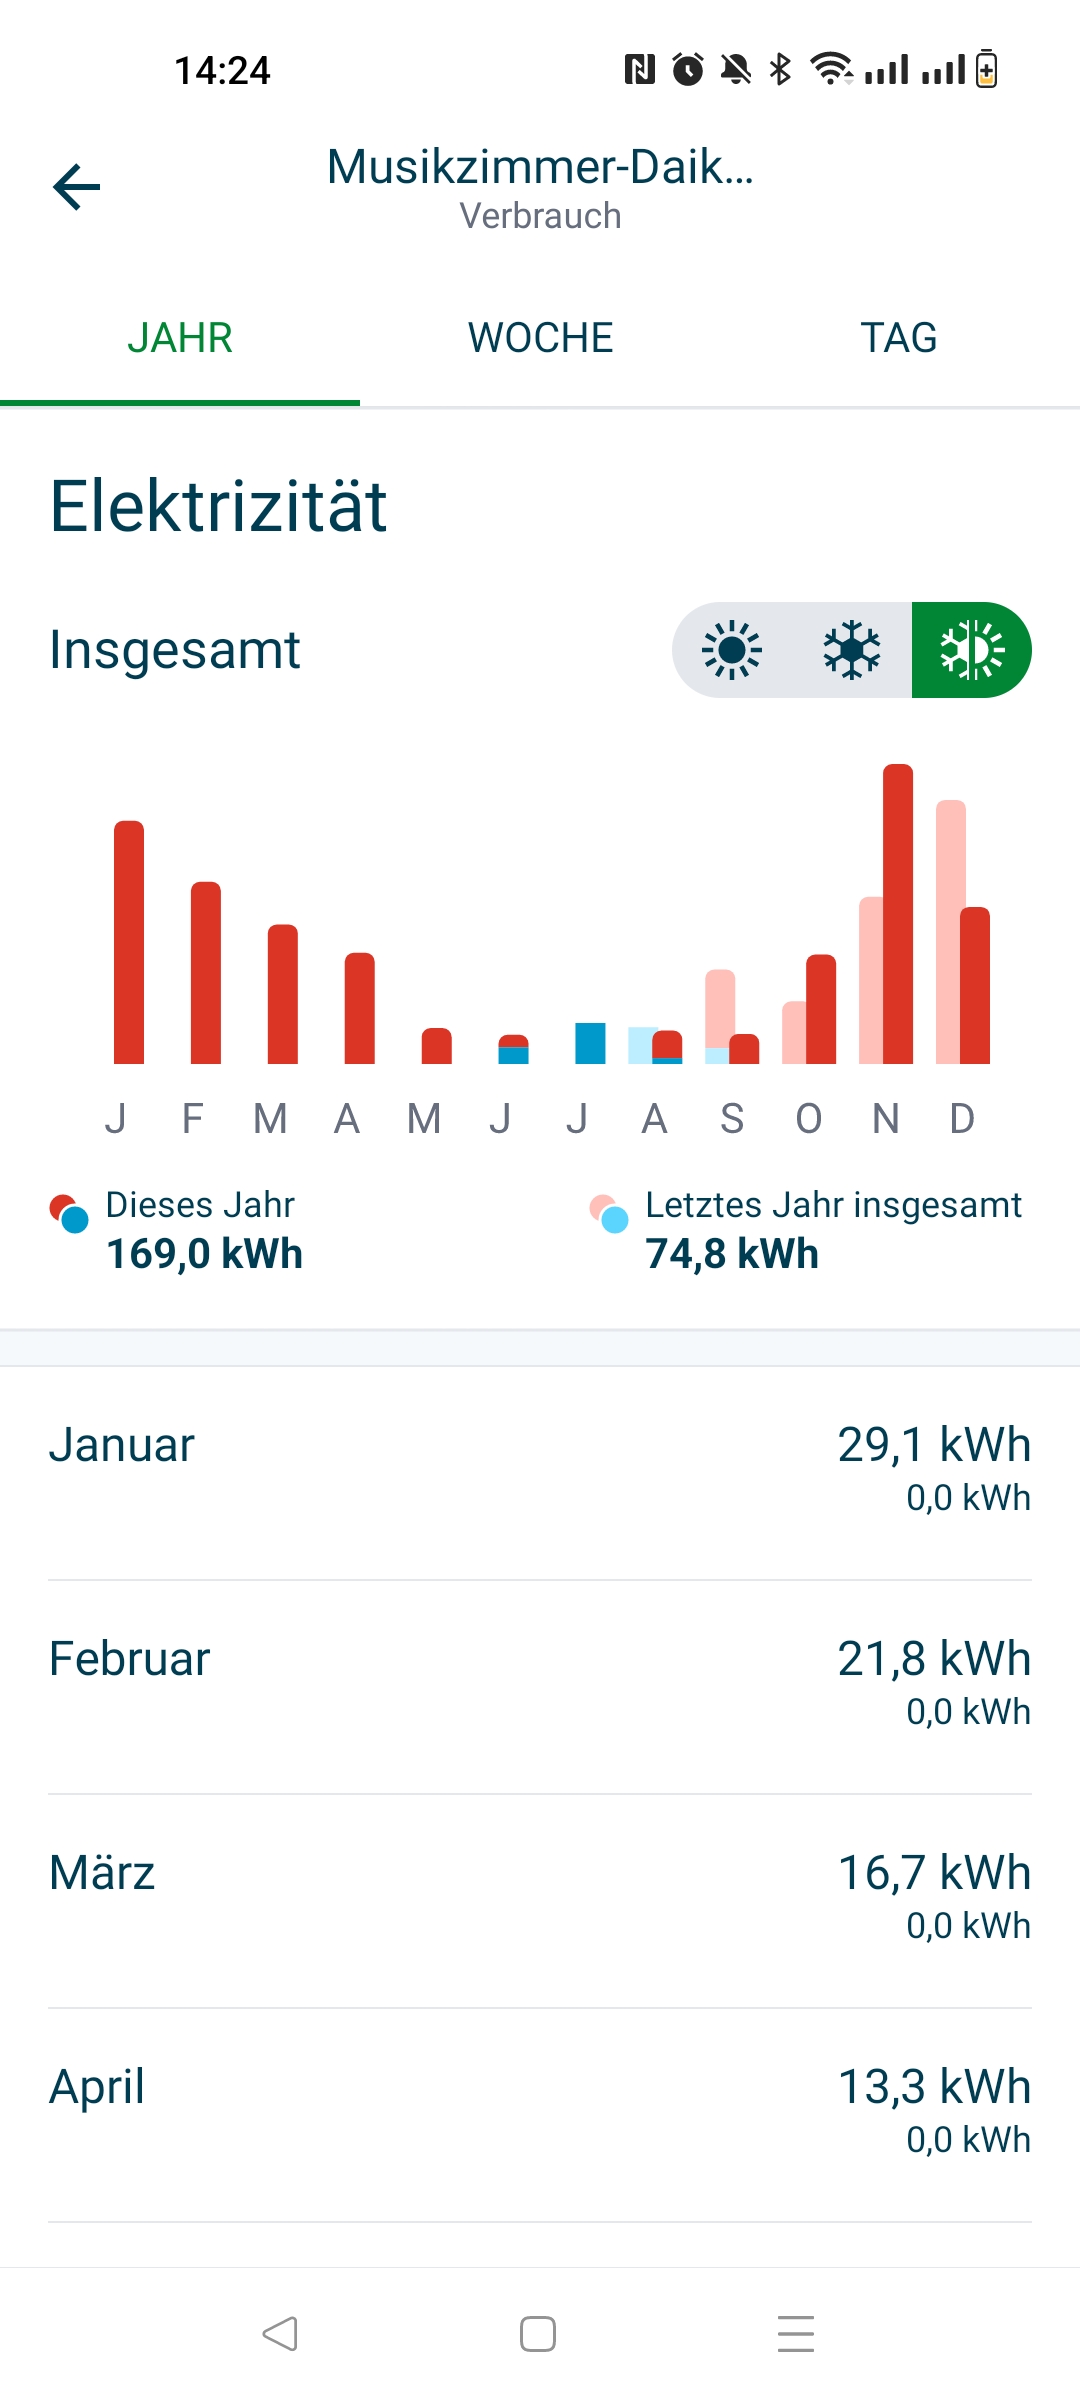 14:24
Musikzimmer-Daik...
Verbrauch
JAHR WOCHE TAG
Elektrizität
Insgesamt
J F M A M J J A S O N D
Dieses Jahr Letztes Jahr insgesamt
169,0 kWh 74,8 kWh
Januar 29,1 kWh
0,0 kWh
Februar 21,8 kWh
0,0 kWh
März 16,7 kWh
0,0 kWh
April 13,3 kWh
0,0 kWh